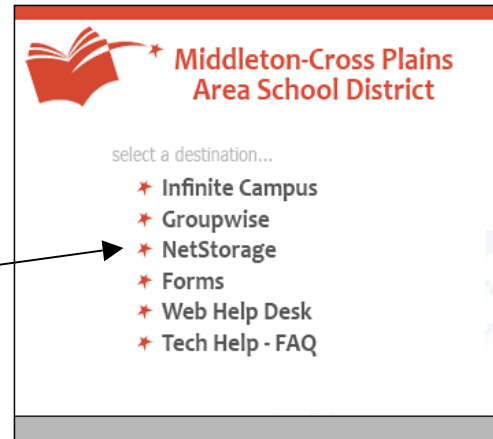 Middleton-Cross Plains
Area School District
select a destination...
Infinite Campus
Groupwise
NetStorage
Forms
Web Help Desk
Tech Help - FAQ